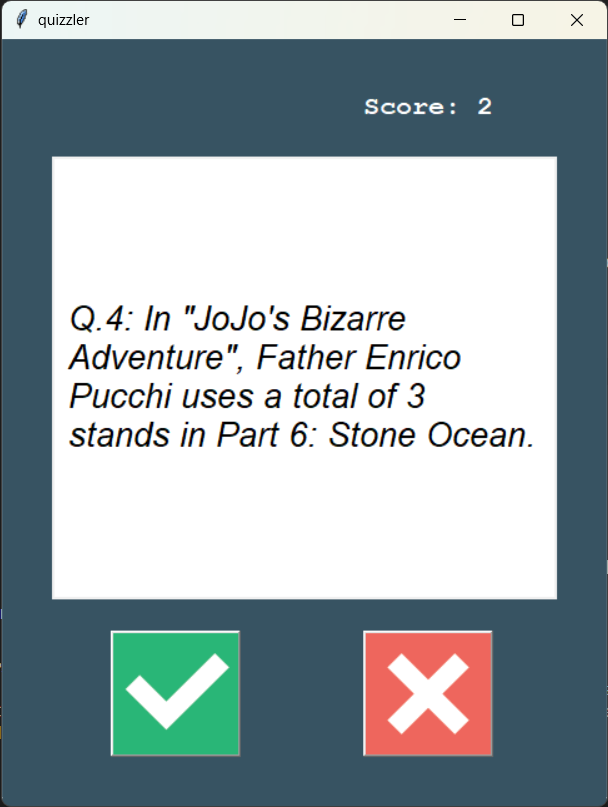 quizzler
Score: 2
Q.4: In "JoJo's Bizarre
Adventure", Father Enrico
Pucchi uses a total of 3
stands in Part 6: Stone Ocean.